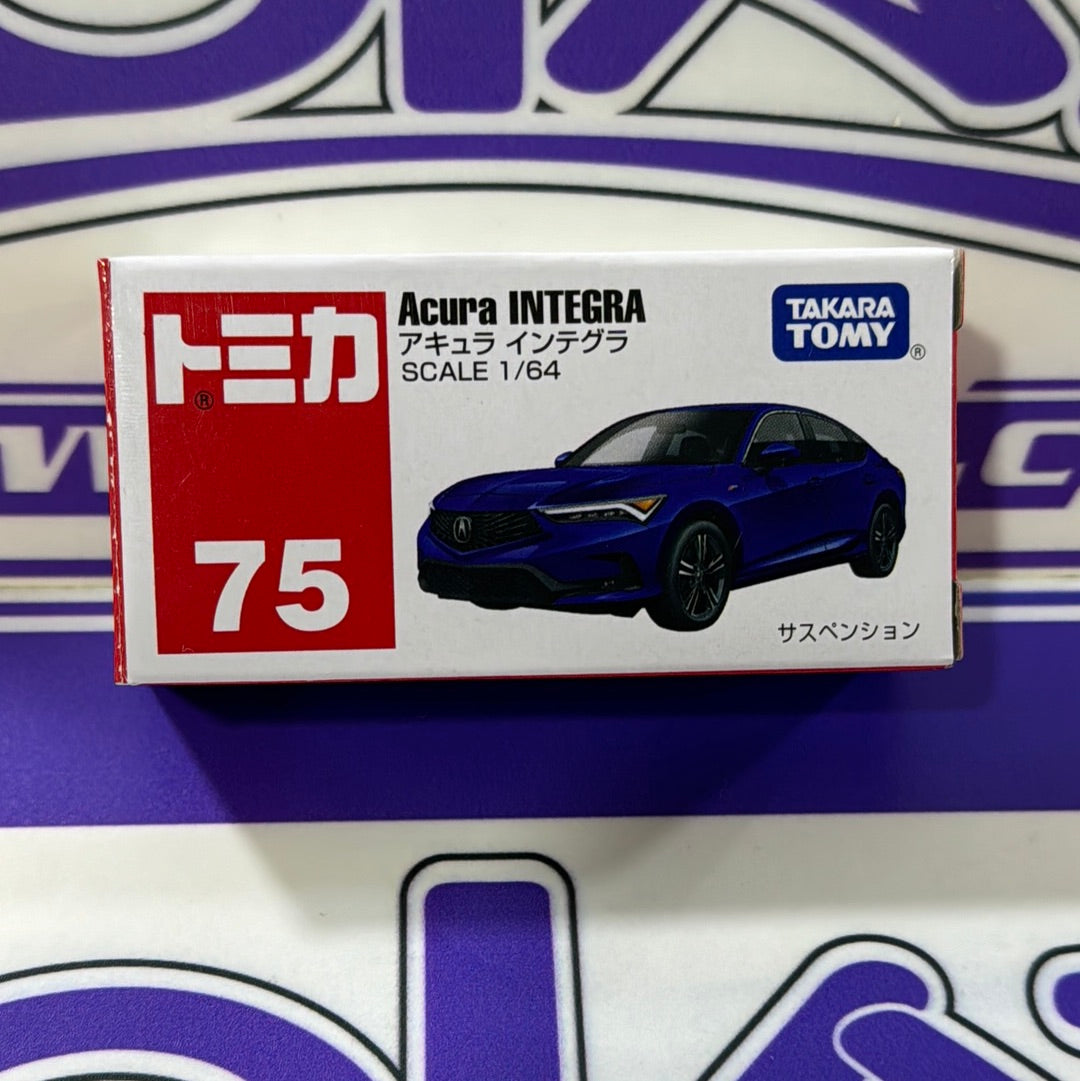 トミカ
®
75
Acura INTEGRA
アキュラ インテグラ
SCALE 1/64
TAKARA
TOMY
®
サスペンション